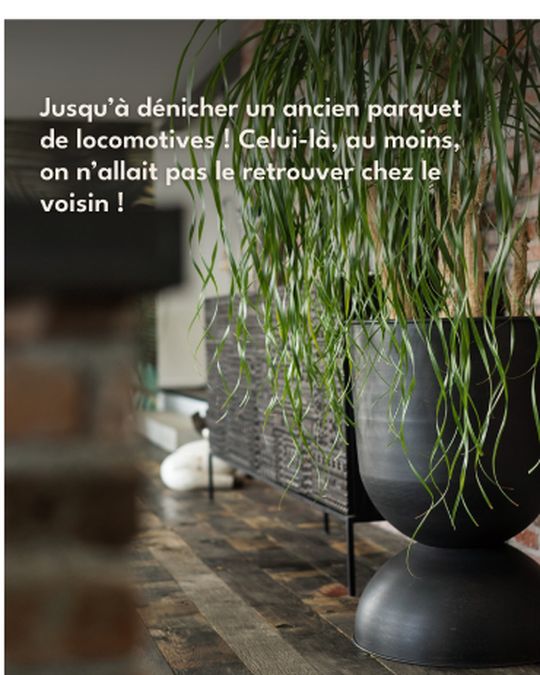 Jusqu’à dénicher un ancien parquet
de locomotives ! Celui-là, au moins,
on n’allait pas le retrouver chez le
voisin !